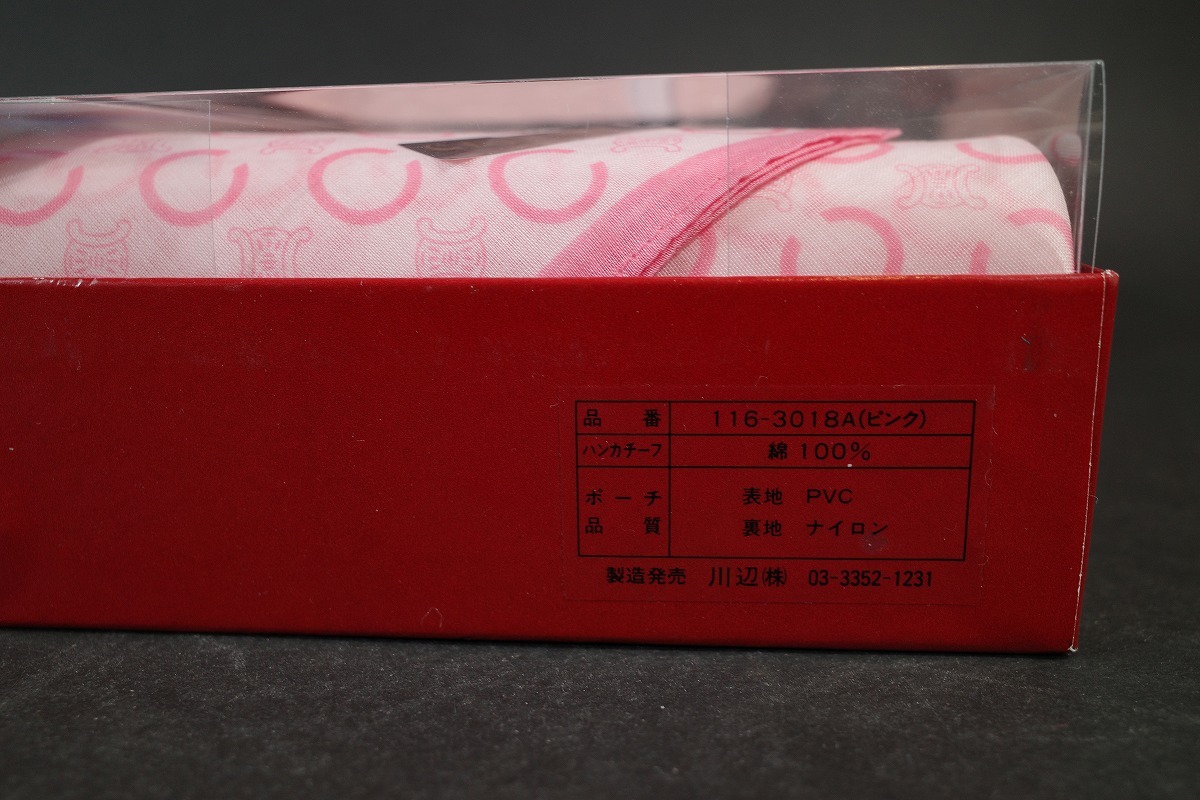 品番 116-3018A(ピンク)
ハンカチーフ 綿 100%
ポーチ 表地 PVC
品質 裏地 ナイロン
製造発売 川辺(株) 03-3352-1231